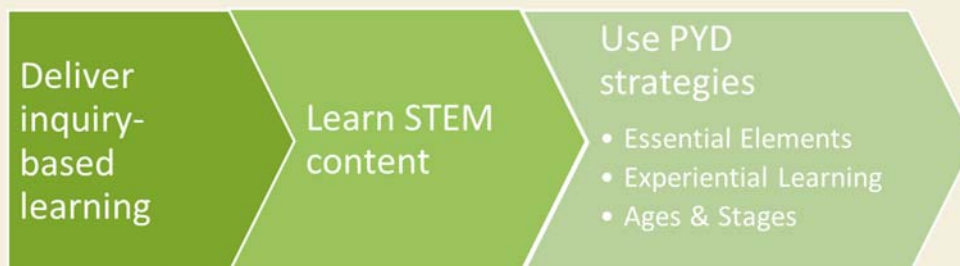 Deliver
inquiry-
based
learning
Learn STEM
content
Use PYD
strategies
• Essential Elements
• Experiential Learning
• Ages & Stages